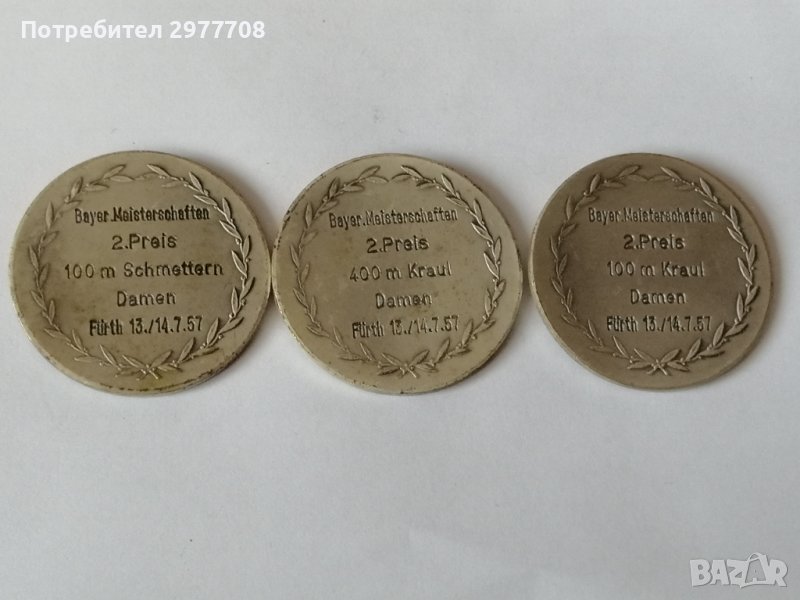 Потребител 2977708
Bayer.Meisterschaften
2.Preis
100 m Schmettern
Damen
Fürth 13./14.7.57
Bayer.Meisterschaften
2.Preis
400 m Kraul
Damen
Fürth 13./14.7.57
Bayer.Meisterschaften
2.Preis
100 m Kraul
Damen
Fürth 13./14.7.57
BAZAR